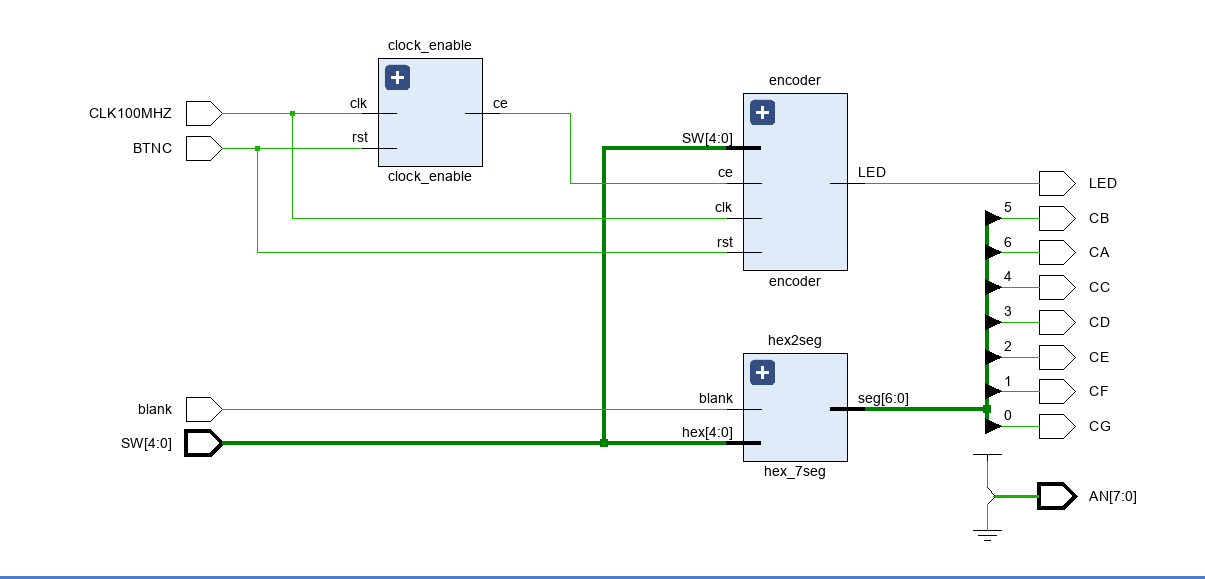 clock_enable
clk
ce
rst
clock_enable
CLK100MHZ
BTNC
encoder
SW[4:0]
ce
clk
rst
LED
encoder
LED
5
CB
6
CA
4
CC
3
CD
2
CE
1
CF
0
CG
hex2seg
blank
hex[4:0]
seg[6:0]
hex_7seg
blank
SW[4:0]
AN[7:0]